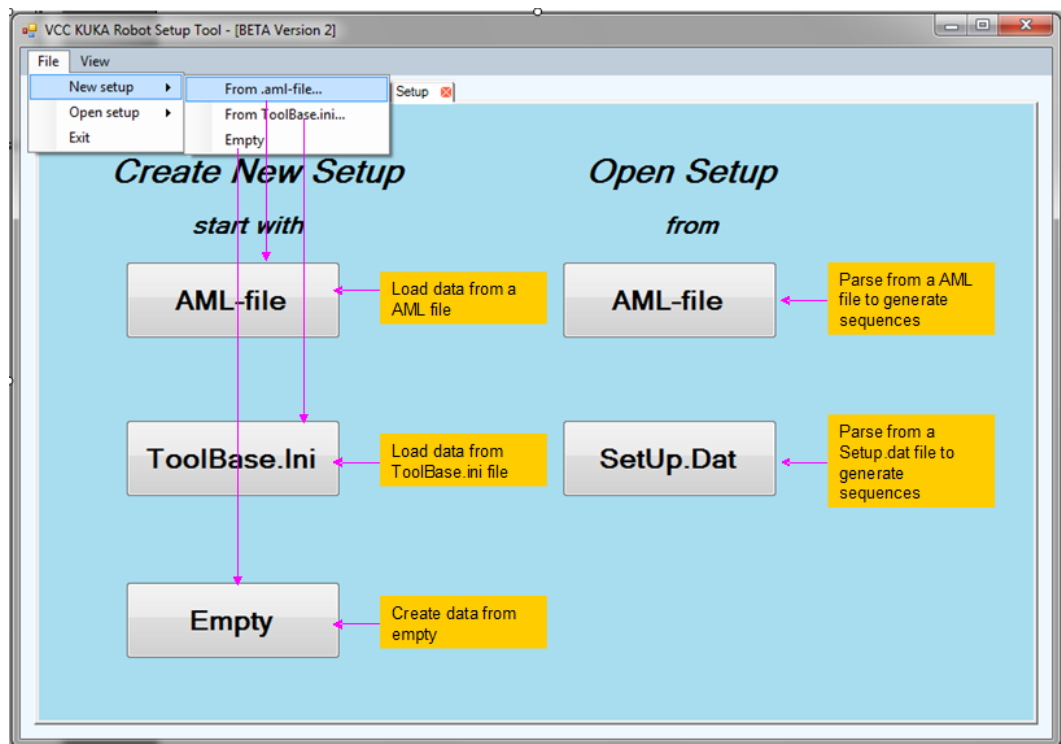 VCC KUKA Robot Setup Tool - [BETA Version 2]
File View
New setup
Open setup
Exit
From .aml-file...
From ToolBase.ini...
Empty
Setup
Create New Setup
start with
AML-file
Load data from a
AML file
ToolBase.Ini
Load data from
ToolBase.ini file
Empty
Create data from
empty
Open Setup
from
AML-file
Parse from a AML
file to generate
sequences
SetUp.Dat
Parse from a
Setup.dat file to
generate
sequences